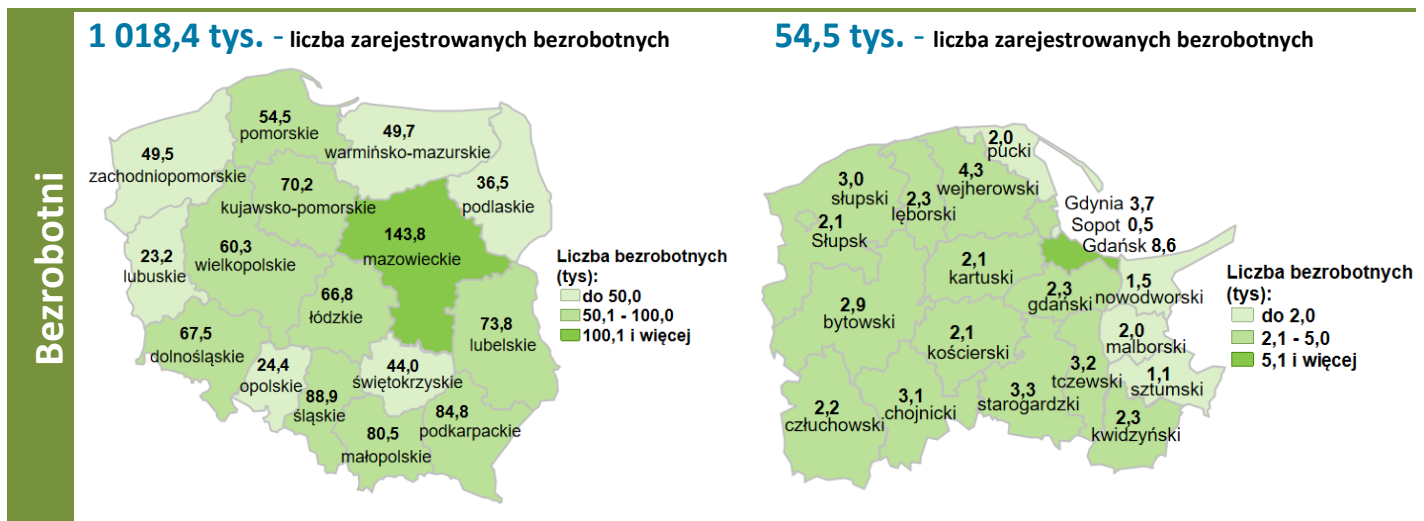 Bezrobotni
1 018,4 tys. - liczba zarejestrowanych bezrobotnych
54,5
pomorskie
49,7
warmińsko-mazurskie
49,5
zachodniopomorskie
36,5
podlaskie
70,2
kujawsko-pomorskie
143,8
mazowieckie
23,2
lubuskie
60,3
wielkopolskie
66,8
łódzkie
73,8
lubelskie
67,5
dolnośląskie
24,4
opolskie
44,0
świętokrzyskie
88,9
śląskie
80,5
małopolskie
84,8
podkarpackie
Liczba bezrobotnych
(tys):
do 50,0
50,1 - 100,0
100,1 i więcej
54,5 tys. - liczba zarejestrowanych bezrobotnych
2,0
pucki
4,3
wejherowski
3,0
słupski
2,3
lęborski
2,1
Słupsk
Gdynia 3,7
Sopot 0,5
Gdańsk 8,6
2,1
kartuski
2,3
gdański
1,5
nowodworski
2,9
bytowski
2,1
kościerski
2,0
malborski
3,2
tczewski
1,1
sztumski
2,2
człuchowski
3,1
chojnicki
3,3
starogardzki
2,3
kwidzyński
Liczba bezrobotnych
(tys):
do 2,0
2,1 - 5,0
5,1 i więcej